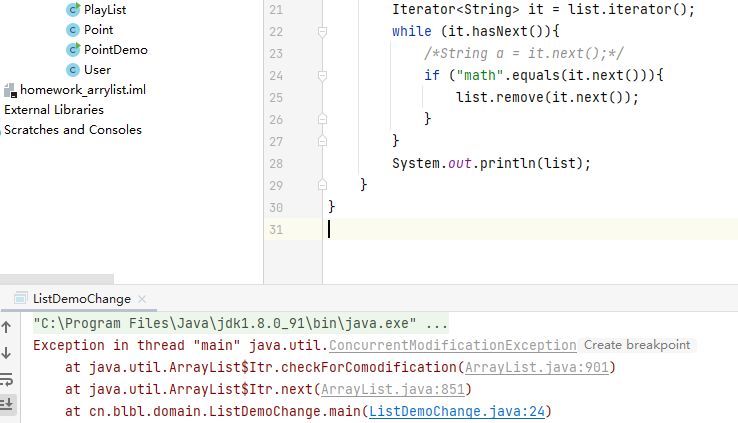 PlayList
Point
PointDemo
User
homework_arrylist.iml
External Libraries
Scratches and Consoles
21 Iterator<String> it = list.iterator();
22 while (it.hasNext()){
23 /*String a = it.next();*/
24 if ("math".equals(it.next())){
25 list.remove(it.next());
26 }
27 }
28 System.out.println(list);
29 }
30 }
31
ListDemoChange
"C:\Program Files\Java\jdk1.8.0_91\bin\java.exe" ...
Exception in thread "main" java.util.ConcurrentModificationException Create breakpoint
at java.util.ArrayList$Itr.checkForComodification(ArrayList.java:901)
at java.util.ArrayList$Itr.next(ArrayList.java:851)
at cn.blbl.domain.ListDemoChange.main(ListDemoChange.java:24)